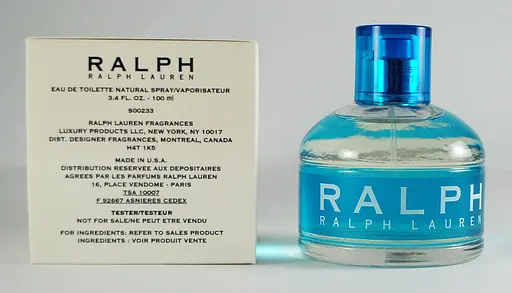 RALPH
RALPH LAUREN
EAU DE TOILETTE NATURAL SPRAY/VAPORISATEUR
3.4 FL. OZ. - 100 ml
S00233
RALPH LAUREN FRAGRANCES
LUXURY PRODUCTS LLC, NEW YORK, NY 10017
DIST. DESIGNER FRAGRANCES, MONTREAL, CANADA
H4T 1K5
MADE IN U.S.A.
DISTRIBUTION RESERVEE AUX DEPOSITAIRES
AGREES PAR LES PARFUMS RALPH LAUREN
16, PLACE VENDOME - PARIS
TSA 10007
F 92667 ASNIERES CEDEX
TESTER/TESTEUR
NOT FOR SALE/NE PEUT ETRE VENDU
FOR INGREDIENTS: REFER TO SALES PRODUCT
INGREDIENTS : VOIR PRODUIT VENTE
RALPH
RALPH LAUREN